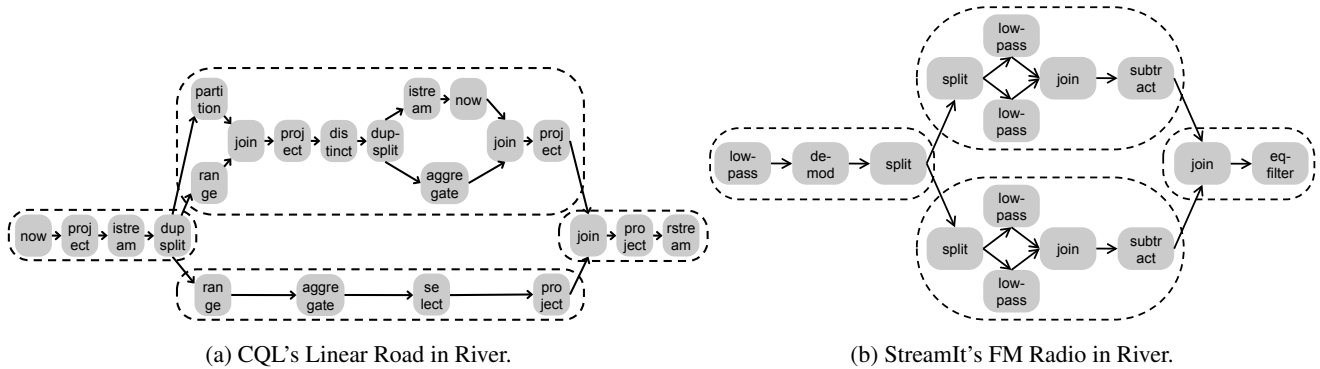 parti
tion
ran
ge
join
proj
ect
dis
tinct
dup-
split
istre
am
now
aggre
gate
join
proj
ect
now
proj
ect
istre
am
dup
split
join
pro
ject
rstre
am
ran
ge
aggre
gate
se
lect
pro
ject
(a) CQL's Linear Road in River.
low-
pass
split
join
subtr
act
low-
pass
low-
pass
de-
mod
split
join
eq-
filter
low-
pass
split
join
subtr
act
low-
pass
(b) StreamIt's FM Radio in River.